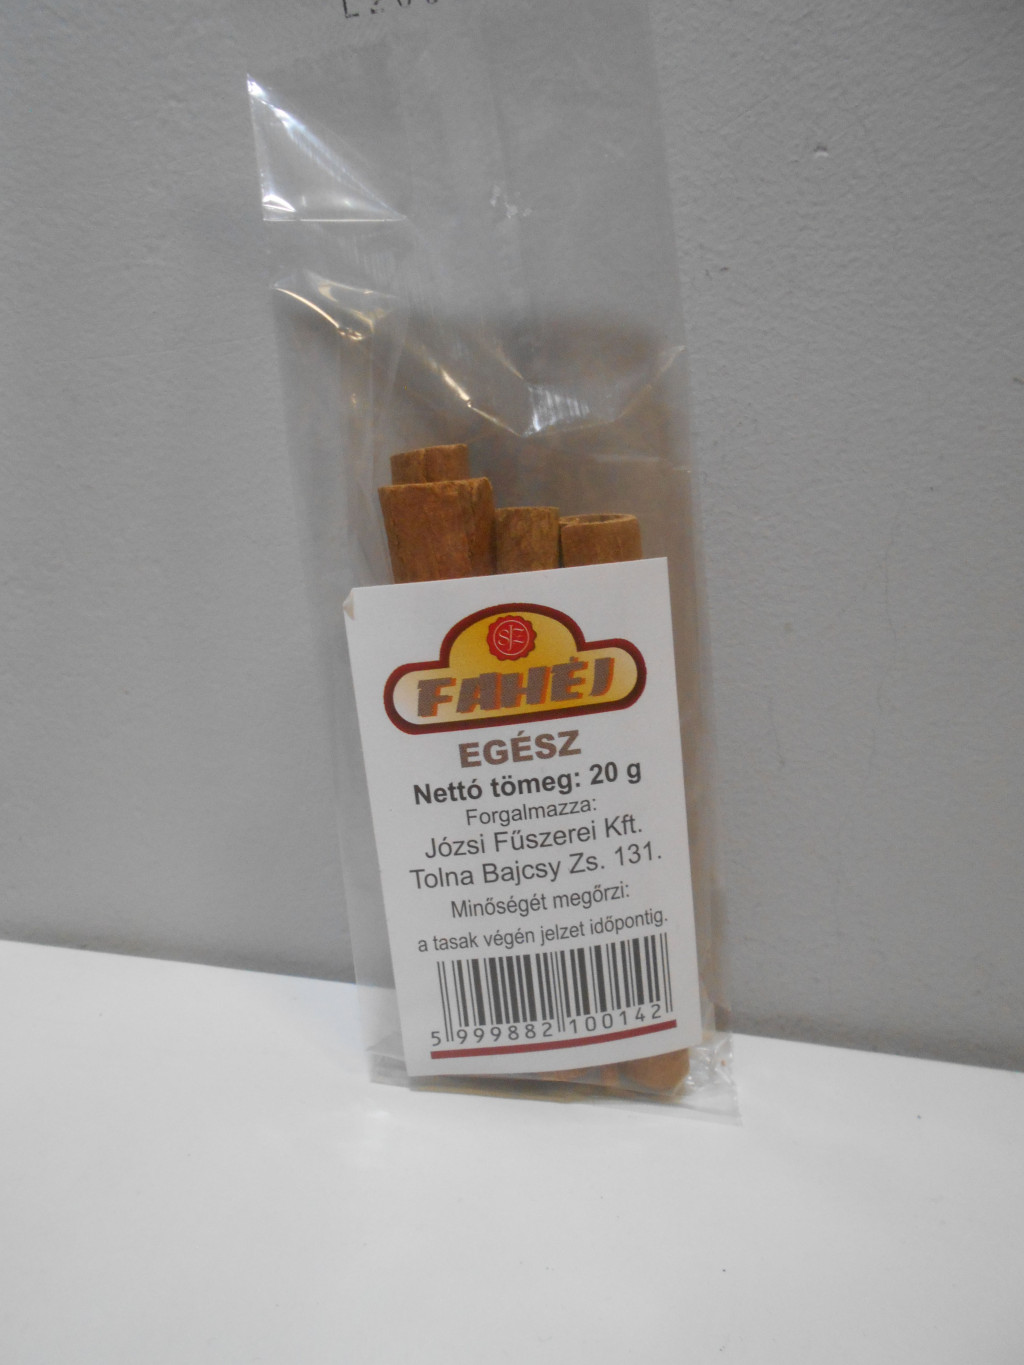 FAHÉJ
EGÉSZ
Nettó tömeg: 20 g
Forgalmazza:
Józsi Fűszerei Kft.
Tolna Bajcsy Zs. 131.
Minőségét megőrzi:
a tasak végén jelzet időpontig.
5 999882 100142